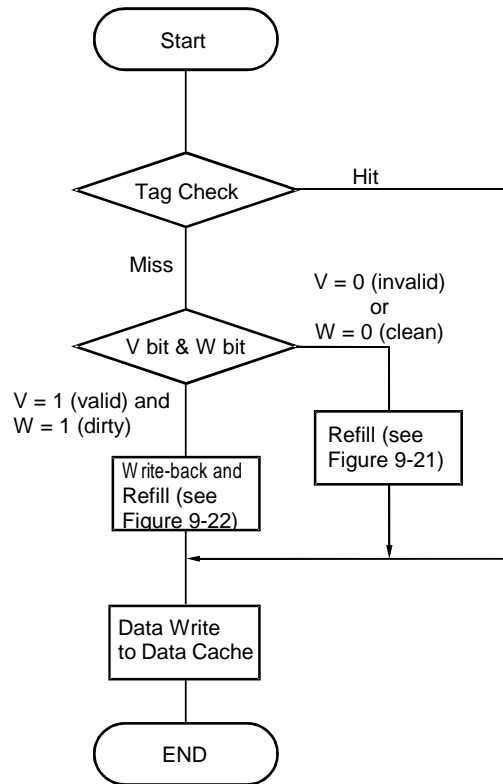 Start
Tag Check
Hit
Miss
V = 0 (invalid)
or
W = 0 (clean)
V bit & W bit
V = 1 (valid) and
W = 1 (dirty)
Refill (see
Figure 9-21)
Write-back and
Refill (see
Figure 9-22)
Data Write
to Data Cache
END